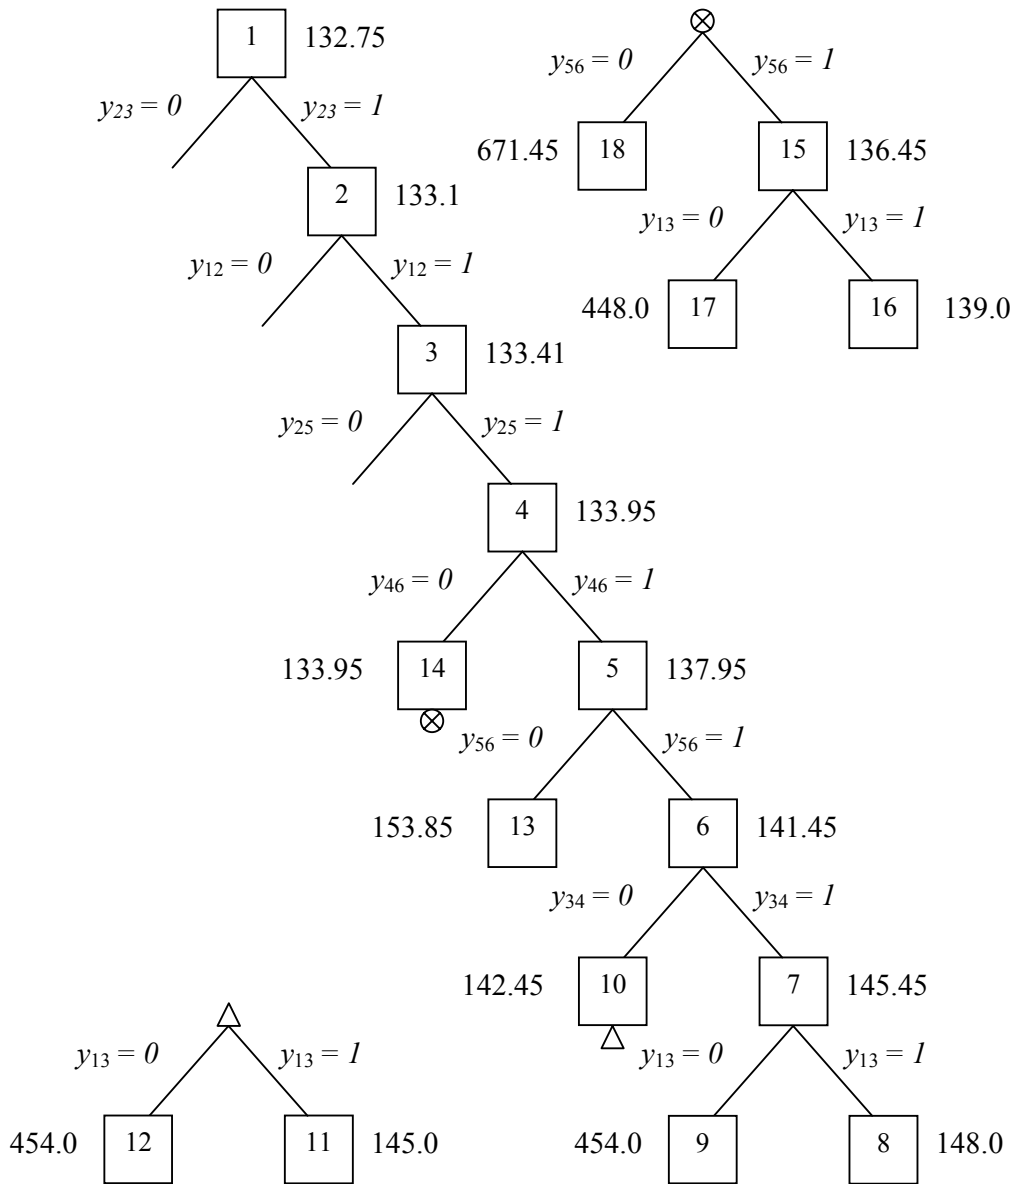 1 132.75
y23 = 0 y23 = 1
2 133.1
y12 = 0 y12 = 1
3 133.41
y25 = 0 y25 = 1
4 133.95
y46 = 0 y46 = 1
133.95 14 5 137.95
y56 = 0 y56 = 1
153.85 13 6 141.45
y34 = 0 y34 = 1
142.45 10 7 145.45
y13 = 0 y13 = 1
454.0 9 8 148.0
y56 = 0 y56 = 1
671.45 18 15 136.45
y13 = 0 y13 = 1
448.0 17 16 139.0
y13 = 0 y13 = 1
454.0 12 11 145.0